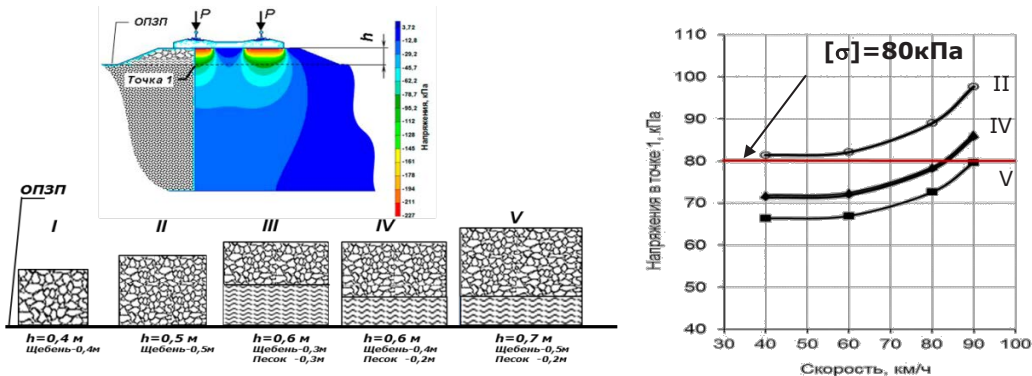 ОПЗП
P P
h
Точка 1
3,72
-12,8
-29,2
-45,7
-62,2
-78,7
-95,2
-112
-128
-145
-161
-178
-194
-211
-227
Напряжения, кПа
ОПЗП
I II III IV V
h=0,4 м h=0,5 м h=0,6 м h=0,6 м h=0,7 м
Щебень-0,4м Щебень-0,5м Щебень-0,3м Щебень-0,4м Щебень-0,5м
Песок -0,3м Песок -0,2м Песок -0,2м
Напряжения в точке 1, кПа
110
100
90
80
70
60
50
40
[σ]=80кПа
II
IV
V
30 40 50 60 70 80 90 100
Скорость, км/ч